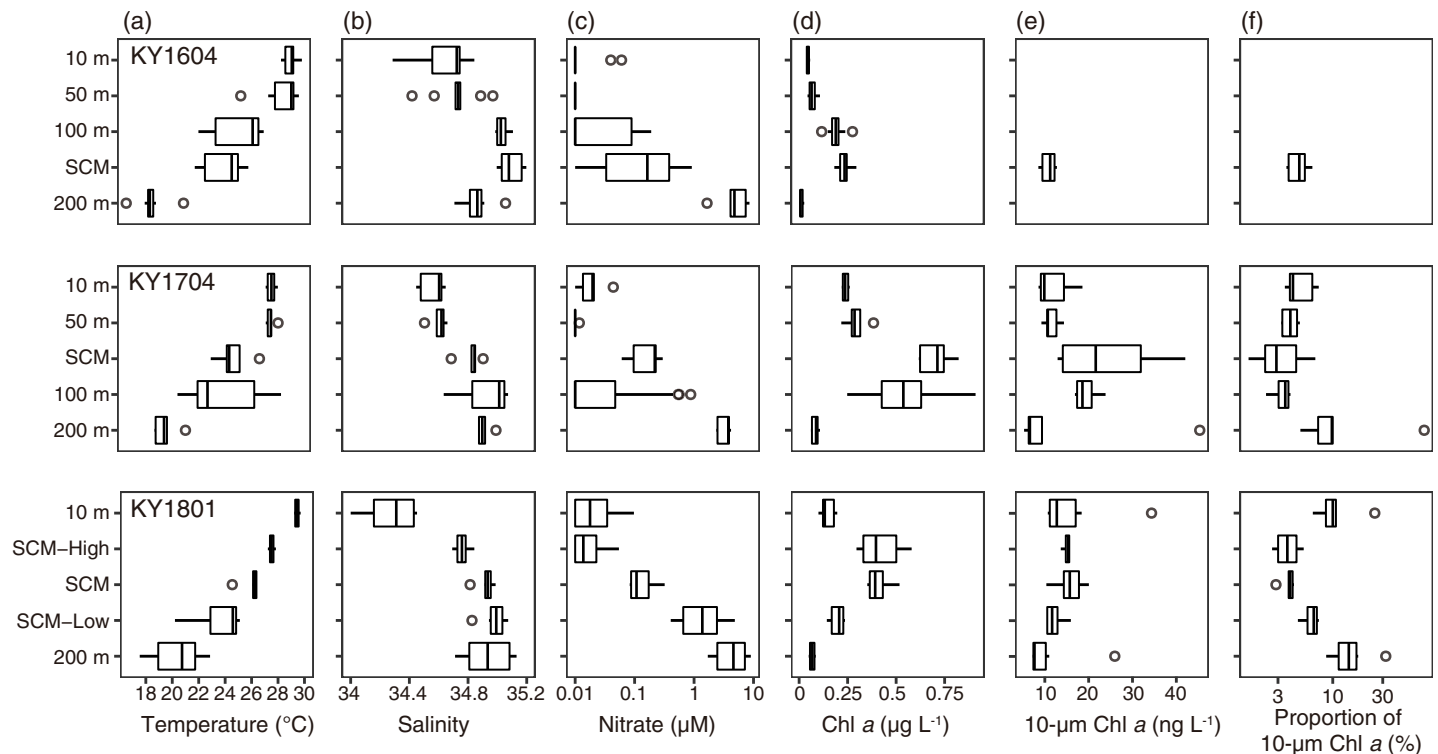 (a) (b) (c) (d) (e) (f)
KY1604
10 m
50 m
100 m
SCM
200 m
KY1704
10 m
50 m
SCM
100 m
200 m
KY1801
10 m
SCM–High
SCM
SCM–Low
200 m
18 20 22 24 26 28 30 34 34.4 34.8 35.2 0.01 0.1 1 10 0 0.25 0.5 0.75 10 20 30 40 3 10 30
Temperature (°C) Salinity Nitrate (µM) Chl a (µg L-1) 10-µm Chl a (ng L-1) Proportion of
10-µm Chl a (%)